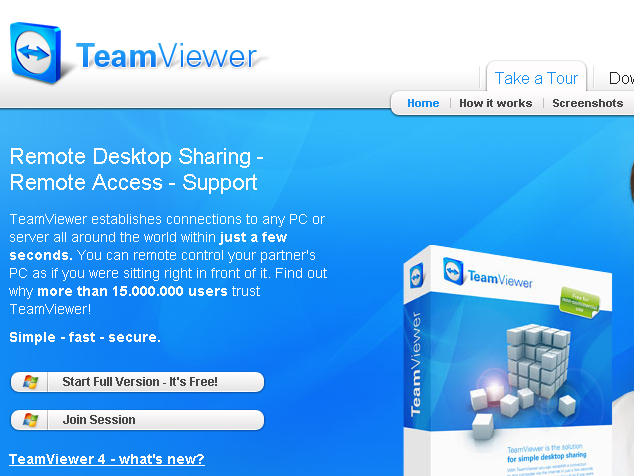 TeamViewer
Take a Tour
Home
How it works
Screenshots
Remote Desktop Sharing -
Remote Access - Support
TeamViewer establishes connections to any PC or
server all around the world within just a few
seconds. You can remote control your partner's
PC as if you were sitting right in front of it. Find out
why more than 15.000.000 users trust
TeamViewer!
Simple - fast - secure.
Start Full Version - It's Free!
Join Session
TeamViewer 4 - what's new?
TeamViewer
Free for
TeamViewer
TeamViewer is the solution
for simple desktop sharing